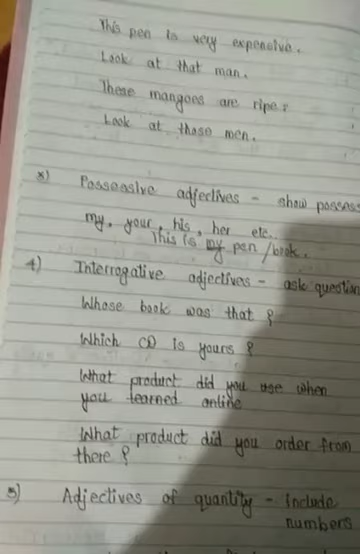 This pen is very expensive.
Look at that man.
These mangoes are ripe.
Look at those men.
Possessive adjectives - show possess
my, your, his, her etc..
This is my pen / book.
4) Interrogative adjectives - ask question
Whose book was that ?
Which CD is yours ?
What product did you use when
you learned online
What product did you order from
there ?
5) Adjectives of quantity - include
numbers